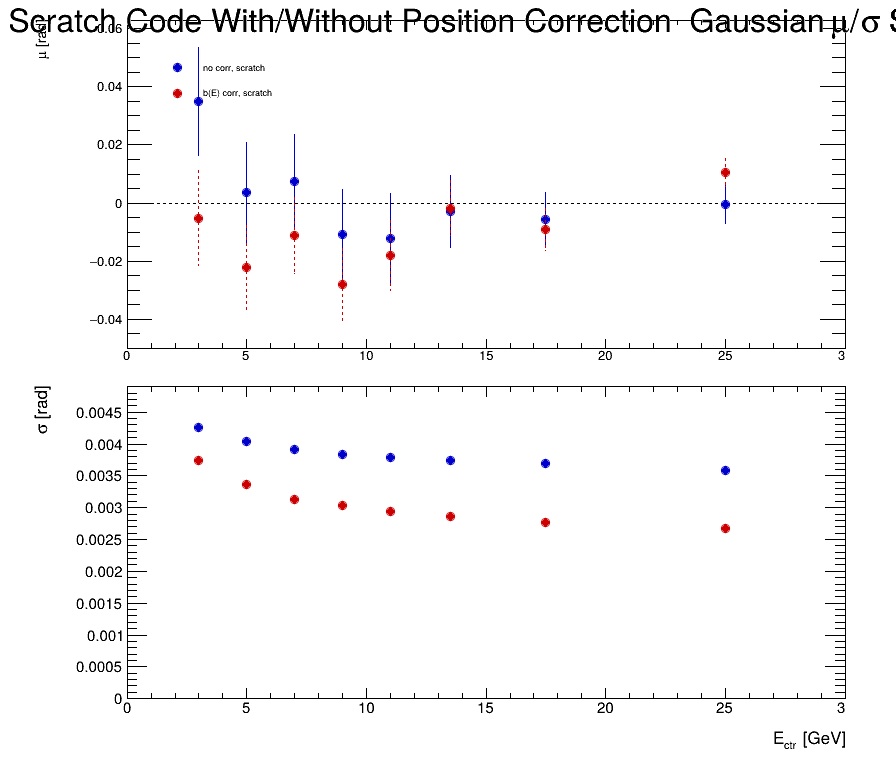 Scratch Code With/Without Position Correction Gaussian μ/σ S
μ [rad]
0.06
no corr, scratch
0.04
b(E) corr, scratch
0.02
0
−0.02
−0.04
0 5 10 15 20 25 3
σ [rad]
0.0045
0.004
0.0035
0.003
0.0025
0.002
0.0015
0.001
0.0005
0
0 5 10 15 20 25 3
E_ctr [GeV]